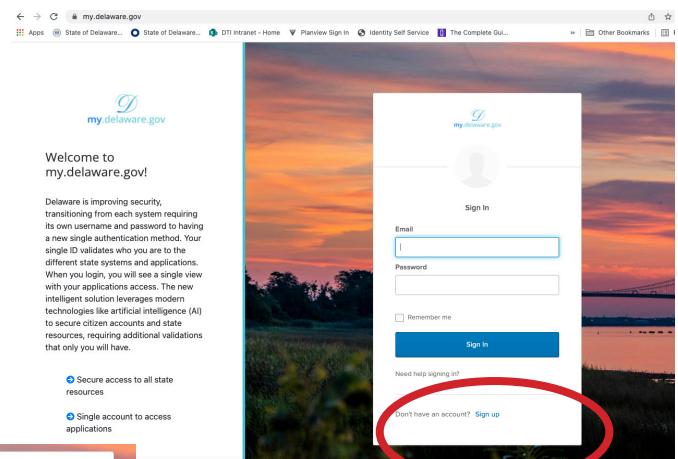 my.delaware.gov
Apps State of Delaware... State of Delaware... DTI Intranet - Home Planview Sign In Identity Self Service The Complete Gui... » Other Bookmarks
my.delaware.gov
Welcome to
my.delaware.gov!
Delaware is improving security,
transitioning from each system requiring
its own username and password to having
a new single authentication method. Your
single ID validates who you are to the
different state systems and applications.
When you login, you will see a single view
with your applications access. The new
intelligent solution leverages modern
technologies like artificial intelligence (AI)
to secure citizen accounts and state
resources, requiring additional validations
that only you will have.
Secure access to all state
resources
Single account to access
applications
my.delaware.gov
Sign In
Email
Password
Remember me
Sign In
Need help signing in?
Don't have an account? Sign up